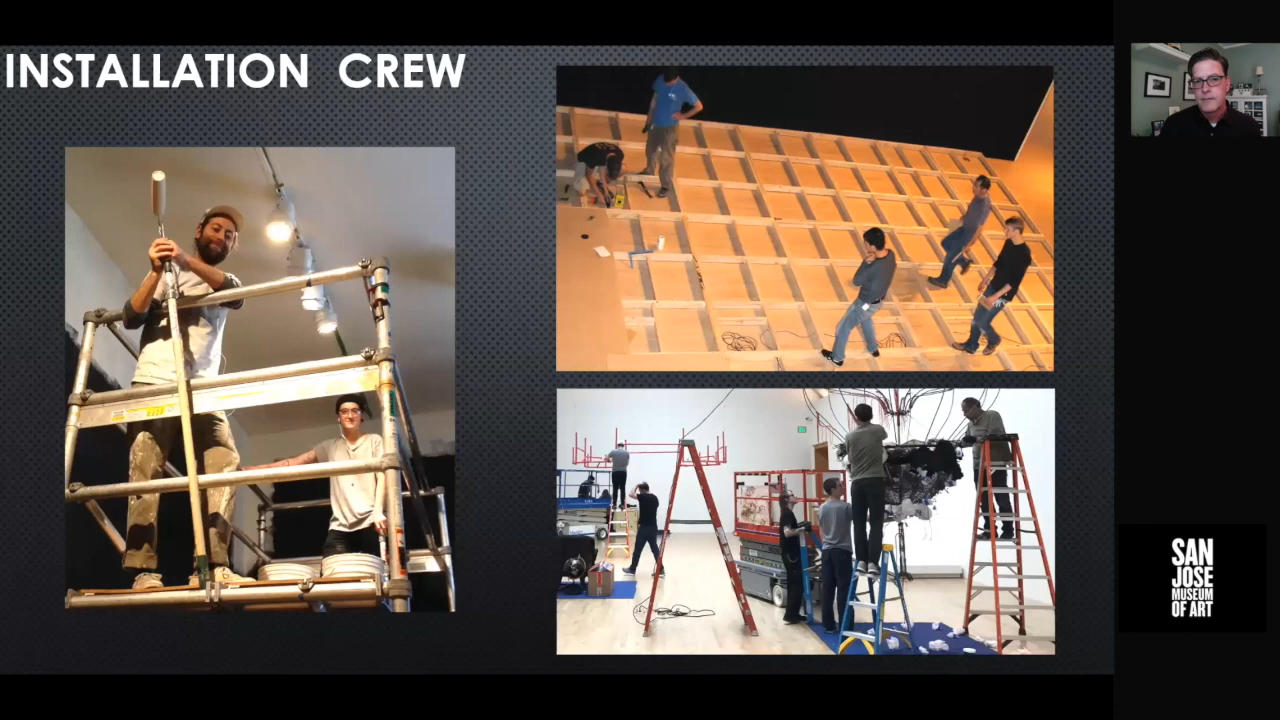 INSTALLATION CREW
SAN
JOSE
MUSEUM
OF ART